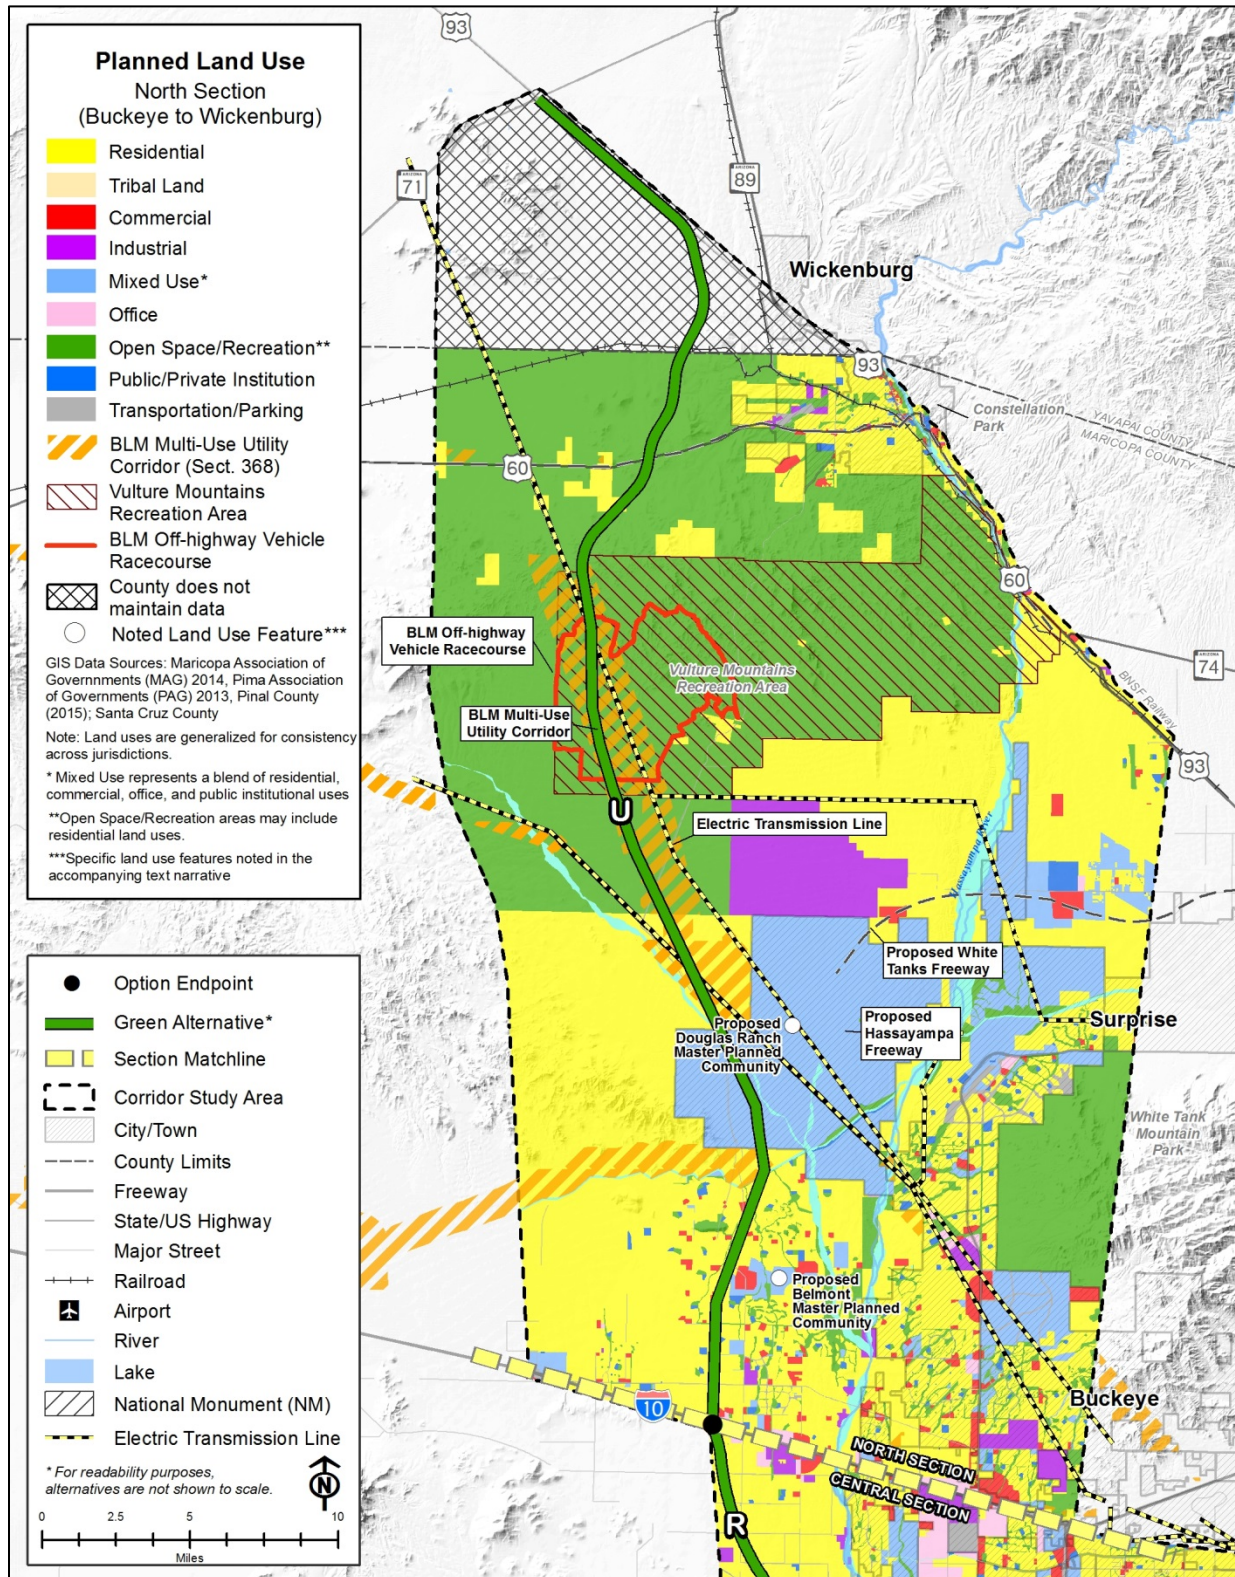 Planned Land Use
North Section
(Buckeye to Wickenburg)
Residential
Tribal Land
Commercial
Industrial
Mixed Use*
Office
Open Space/Recreation**
Public/Private Institution
Transportation/Parking
BLM Multi-Use Utility
Corridor (Sect. 368)
Vulture Mountains
Recreation Area
BLM Off-highway Vehicle
Racecourse
County does not
maintain data
Noted Land Use Feature***
GIS Data Sources: Maricopa Association of
Governnments (MAG) 2014, Pima Association
of Governments (PAG) 2013, Pinal County
(2015); Santa Cruz County
Note: Land uses are generalized for consistency
across jurisdictions.
* Mixed Use represents a blend of residential,
commercial, office, and public institutional uses
**Open Space/Recreation areas may include
residential land uses.
***Specific land use features noted in the
accompanying text narrative
Option Endpoint
Green Alternative*
Section Matchline
Corridor Study Area
City/Town
County Limits
Freeway
State/US Highway
Major Street
Railroad
Airport
River
Lake
National Monument (NM)
Electric Transmission Line
* For readability purposes,
alternatives are not shown to scale.
N
0 2.5 5 10
Miles
93
ARIZONA
71
ARIZONA
89
Wickenburg
93
Constellation
Park
YAVAPAI COUNTY
MARICOPA COUNTY
60
60
BLM Off-highway
Vehicle Racecourse
Vulture Mountains
Recreation Area
ARIZONA
74
BNSF Railway
BLM Multi-Use
Utility Corridor
93
U
Electric Transmission Line
Hassayampa River
Proposed White
Tanks Freeway
Proposed
Hassayampa
Freeway
Surprise
Proposed
Douglas Ranch
Master Planned
Community
White Tank
Mountain
Park
Proposed
Belmont
Master Planned
Community
10
Buckeye
NORTH SECTION
CENTRAL SECTION
R